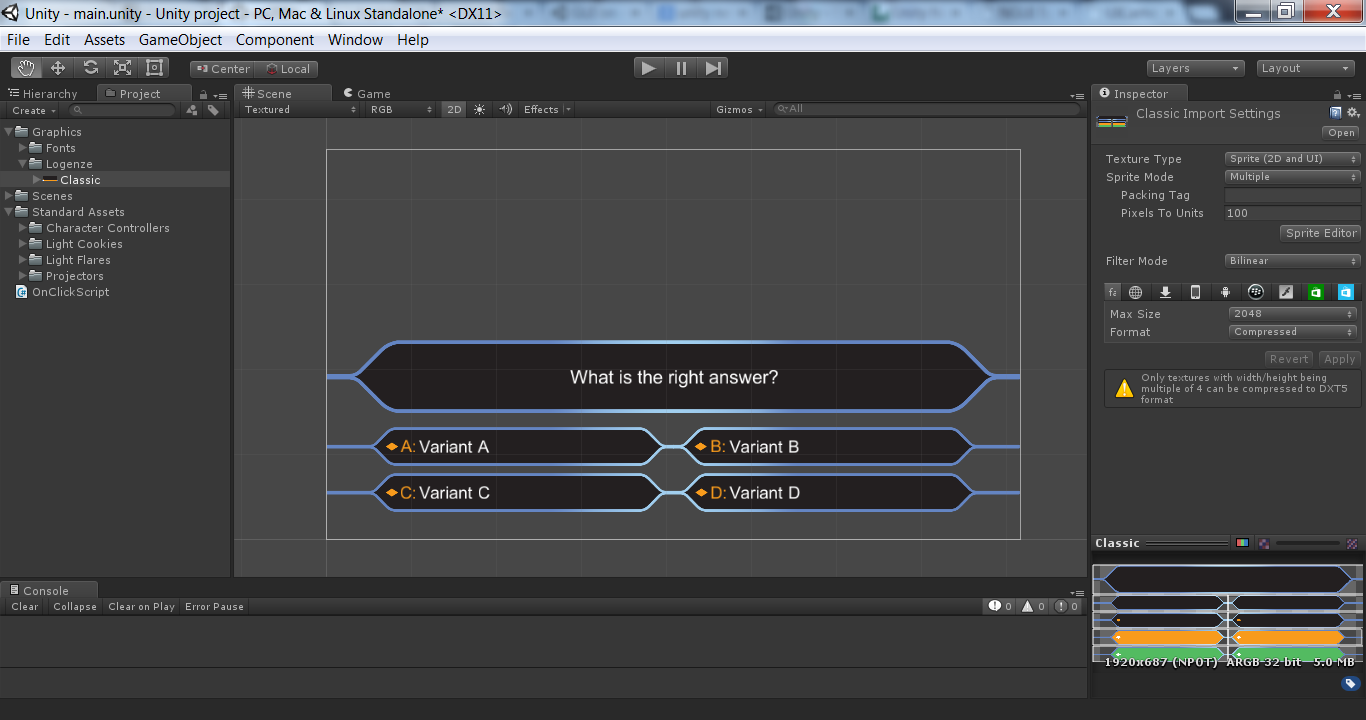 Unity - main.unity - Unity project - PC, Mac & Linux Standalone* <DX11>
File Edit Assets GameObject Component Window Help
Center Local Layers Layout
Hierarchy Project
Create
Graphics
Fonts
Logenze
Classic
Scenes
Standard Assets
Character Controllers
Light Cookies
Light Flares
Projectors
OnClickScript
Scene Game
Textured RGB 2D Effects Gizmos All
What is the right answer?
A: Variant A B: Variant B
C: Variant C D: Variant D
Inspector
Classic Import Settings
Open
Texture Type Sprite (2D and UI)
Sprite Mode Multiple
Packing Tag
Pixels To Units 100
Sprite Editor
Filter Mode Bilinear
Max Size 2048
Format Compressed
Revert Apply
Only textures with width/height being
multiple of 4 can be compressed to DXT5
format
Classic
1920x687 (NPOT) ARGB 32 bit 5.0 MB
Console
Clear Collapse Clear on Play Error Pause 0 0 0